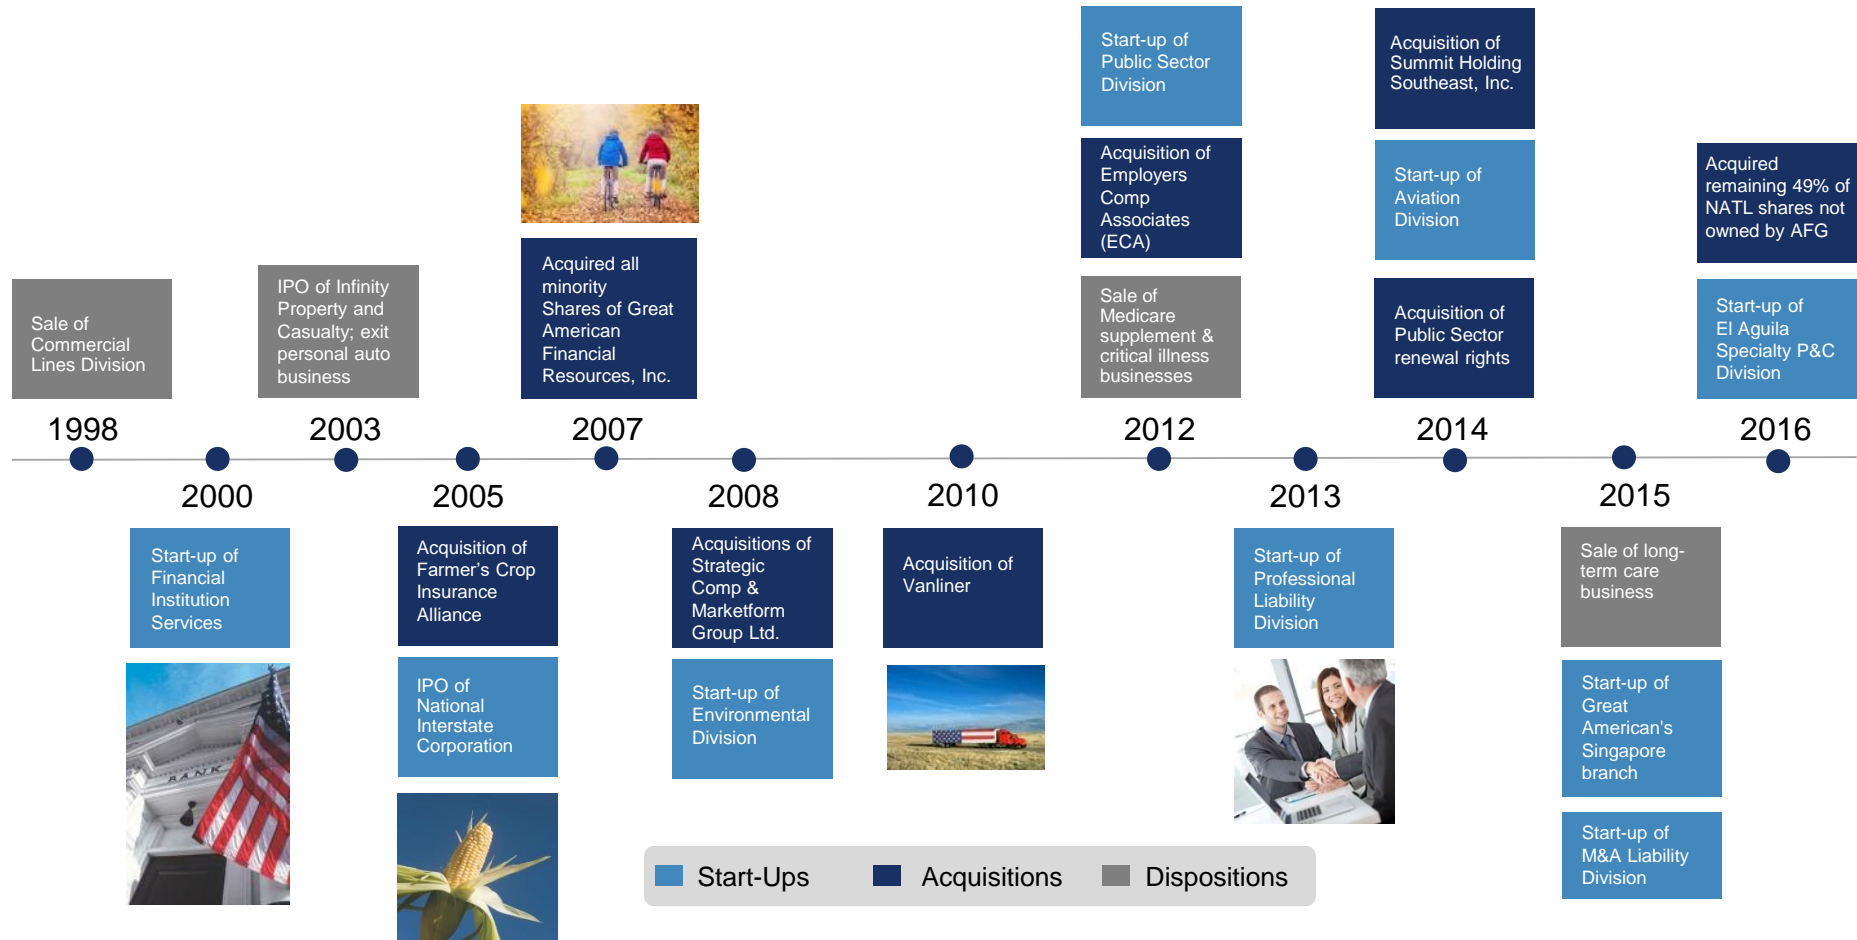 Start-up of
Public Sector
Division
Acquisition of
Summit Holding
Southeast, Inc.
Acquisition of
Employers
Comp
Associates
(ECA)
Start-up of
Aviation
Division
Acquired
remaining 49% of
NATL shares not
owned by AFG
Sale of
Commercial
Lines Division
IPO of Infinity
Property and
Casualty; exit
personal auto
business
Acquired all
minority
Shares of Great
American
Financial
Resources, Inc.
Sale of
Medicare
supplement &
critical illness
businesses
Acquisition of
Public Sector
renewal rights
Start-up of
El Aguila
Specialty P&C
Division
1998
2003
2007
2012
2014
2016
2000
2005
2008
2010
2013
2015
Start-up of
Financial
Institution
Services
Acquisition of
Farmer’s Crop
Insurance
Alliance
Acquisitions of
Strategic
Comp &
Marketform
Group Ltd.
Acquisition of
Vanliner
Start-up of
Professional
Liability
Division
Sale of long-
term care
business
IPO of
National
Interstate
Corporation
Start-up of
Environmental
Division
Start-up of
Great
American's
Singapore
branch
BANK
Start-up of
M&A Liability
Division
Start-Ups
Acquisitions
Dispositions